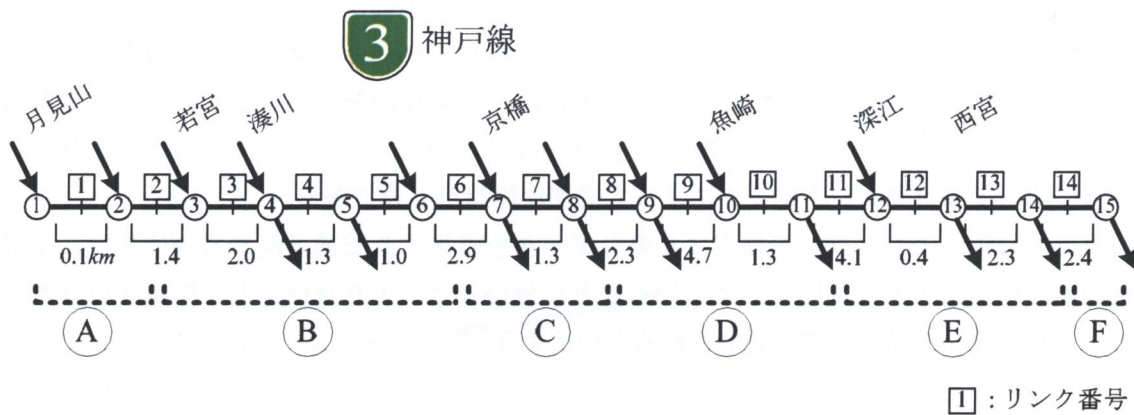 3 神戸線
月見山 若宮 湊川 京橋 魚崎 深江 西宮
1 2 3 4 5 6 7 8 9 10 11 12 13 14
1 2 3 4 5 6 7 8 9 10 11 12 13 14 15
0.1km 1.4 2.0 1.3 1.0 2.9 1.3 2.3 4.7 1.3 4.1 0.4 2.3 2.4
A B C D E F
1 : リンク番号